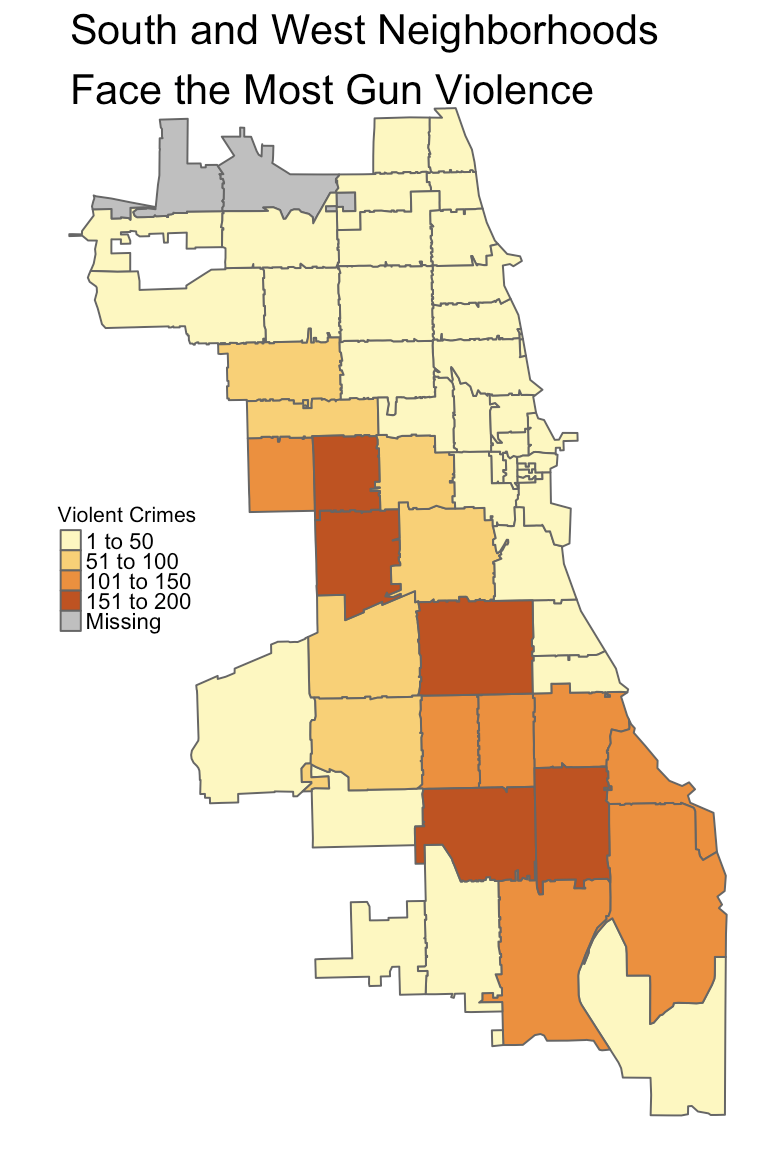 South and West Neighborhoods
Face the Most Gun Violence
Violent Crimes
1 to 50
51 to 100
101 to 150
151 to 200
Missing